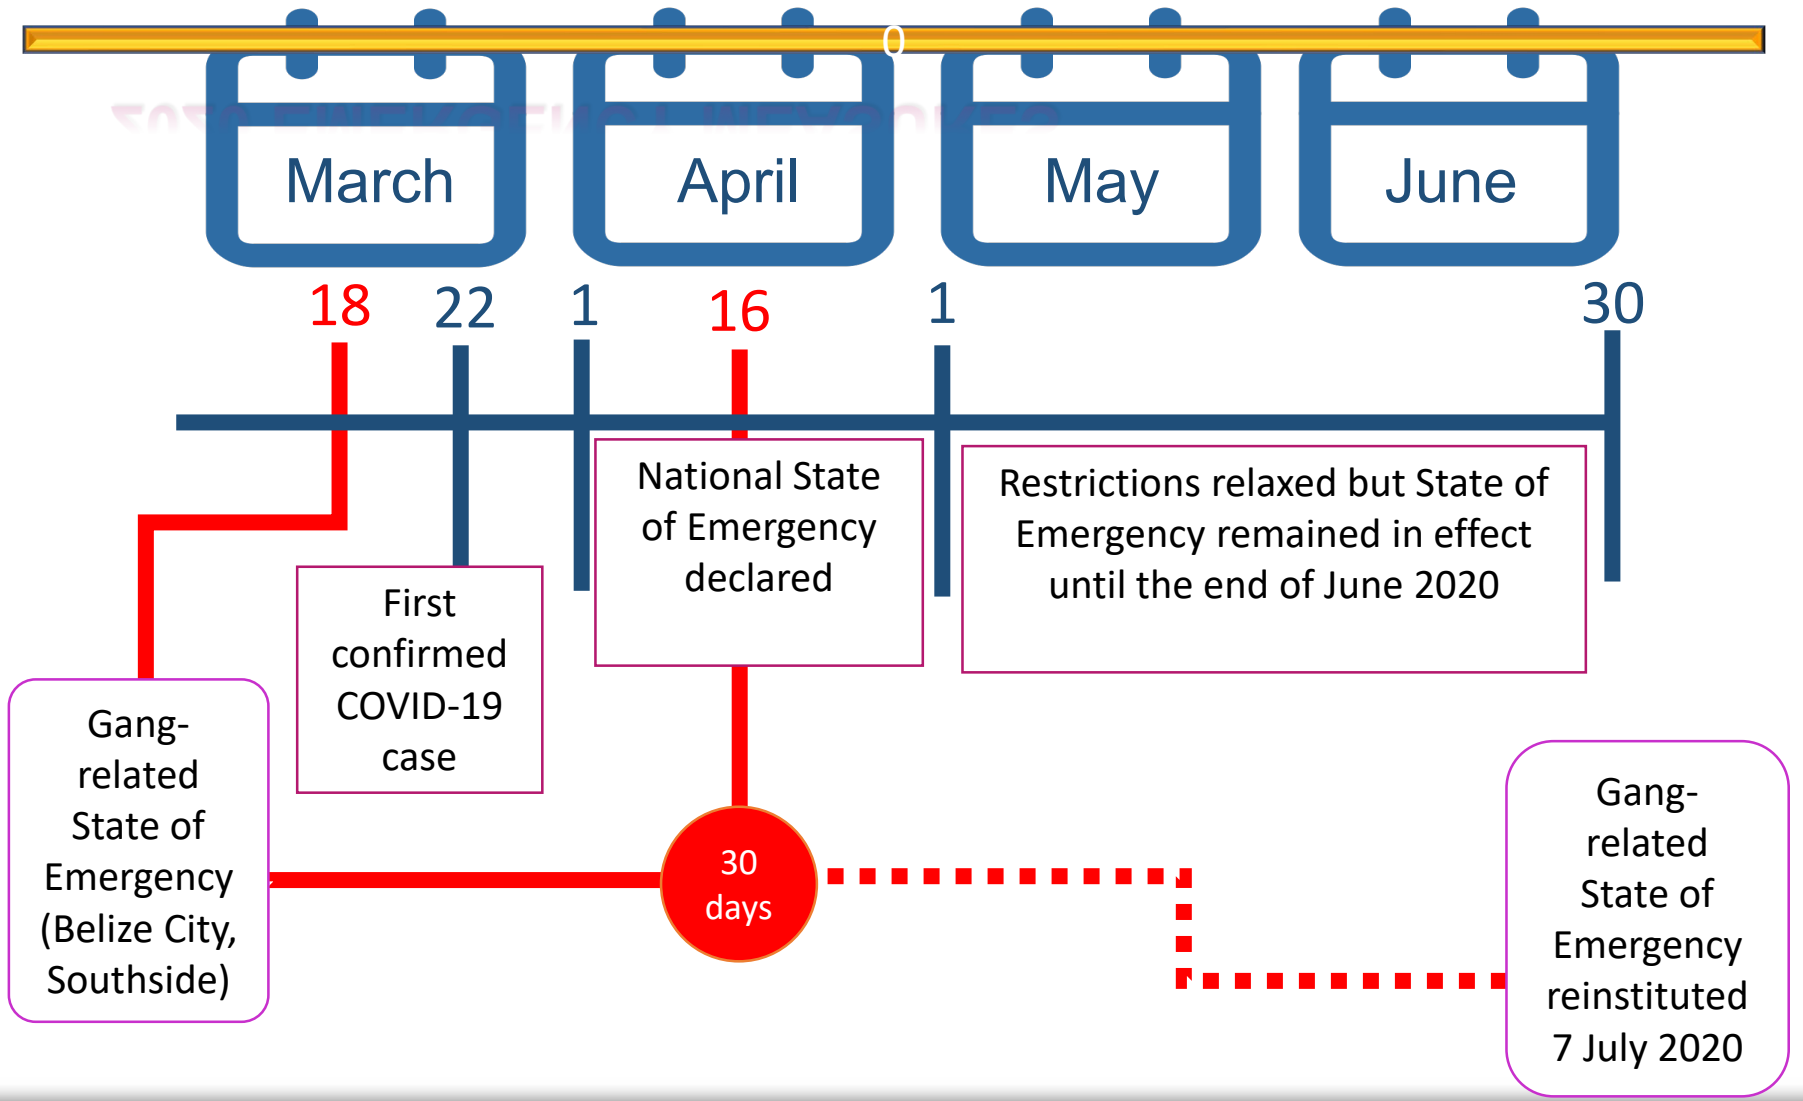 0
March
April
May
June
18
22
1
16
1
30
National State
of Emergency
declared
Restrictions relaxed but State of
Emergency remained in effect
until the end of June 2020
First
confirmed
COVID-19
case
Gang-
related
State of
Emergency
(Belize City,
Southside)
30
days
Gang-
related
State of
Emergency
reinstituted
7 July 2020